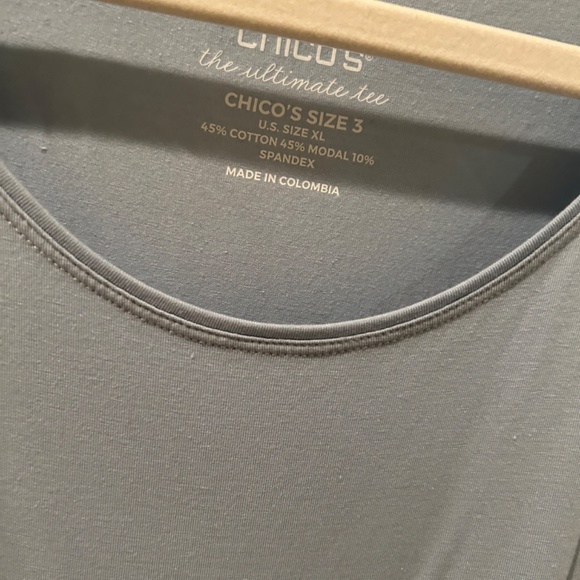 CHICO'S®
the ultimate tee
CHICO'S SIZE 3
U.S. SIZE XL
45% COTTON 45% MODAL 10%
SPANDEX
MADE IN COLOMBIA